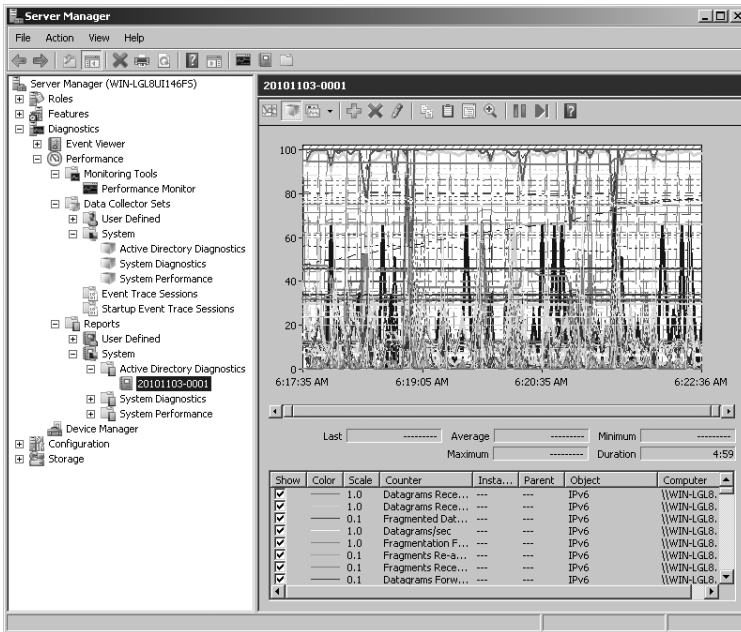 Server Manager
File Action View Help
Server Manager (WIN-LGL8UI146FS)
Roles
Features
Diagnostics
Event Viewer
Performance
Monitoring Tools
Performance Monitor
Data Collector Sets
User Defined
System
Active Directory Diagnostics
System Diagnostics
System Performance
Event Trace Sessions
Startup Event Trace Sessions
Reports
User Defined
System
Active Directory Diagnostics
20101103-0001
System Diagnostics
System Performance
Device Manager
Configuration
Storage
20101103-0001
100
80
60
40
20
0
6:17:35 AM 6:19:05 AM 6:20:35 AM 6:22:36 AM
Last --------- Average --------- Minimum ---------
Maximum --------- Duration 4:59
Show Color Scale Counter Insta... Parent Object Computer
1.0 Datagrams Rece... --- --- IPv6 \\WIN-LGL8.
1.0 Datagrams Rece... --- --- IPv6 \\WIN-LGL8.
0.1 Fragmented Dat... --- --- IPv6 \\WIN-LGL8.
1.0 Datagrams/sec --- --- IPv6 \\WIN-LGL8.
1.0 Fragmentation F... --- --- IPv6 \\WIN-LGL8.
0.1 Fragments Re-a... --- --- IPv6 \\WIN-LGL8.
0.1 Fragments Rece... --- --- IPv6 \\WIN-LGL8.
0.1 Datagrams Forw... --- --- IPv6 \\WIN-LGL8.